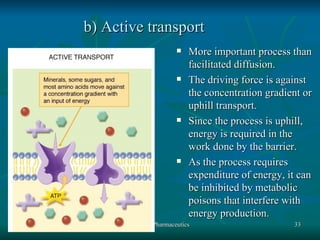 b) Active transport
ACTIVE TRANSPORT
Minerals, some sugars, and
most amino acids move against
a concentration gradient with
an input of energy
ATP
More important process than
facilitated diffusion.
The driving force is against
the concentration gradient or
uphill transport.
Since the process is uphill,
energy is required in the
work done by the barrier.
As the process requires
expenditure of energy, it can
be inhibited by metabolic
poisons that interfere with
energy production.
Pharmaceutics
33